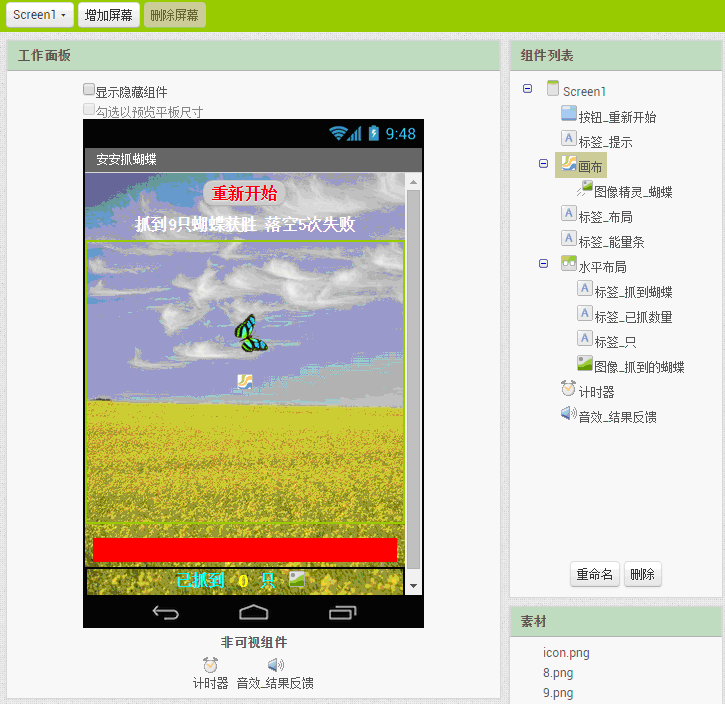 Screen1
增加屏幕
删除屏幕
工作面板
显示隐藏组件
勾选以预览平板尺寸
9:48
安安抓蝴蝶
重新开始
抓到9只蝴蝶获胜 落空5次失败
已抓到 0 只
非可视组件
计时器
音效_结果反馈
组件列表
Screen1
按钮_重新开始
标签_提示
画布
图像精灵_蝴蝶
标签_布局
标签_能量条
水平布局
标签_抓到蝴蝶
标签_已抓数量
标签_只
图像_抓到的蝴蝶
计时器
音效_结果反馈
重命名
删除
素材
icon.png
8.png
9.png